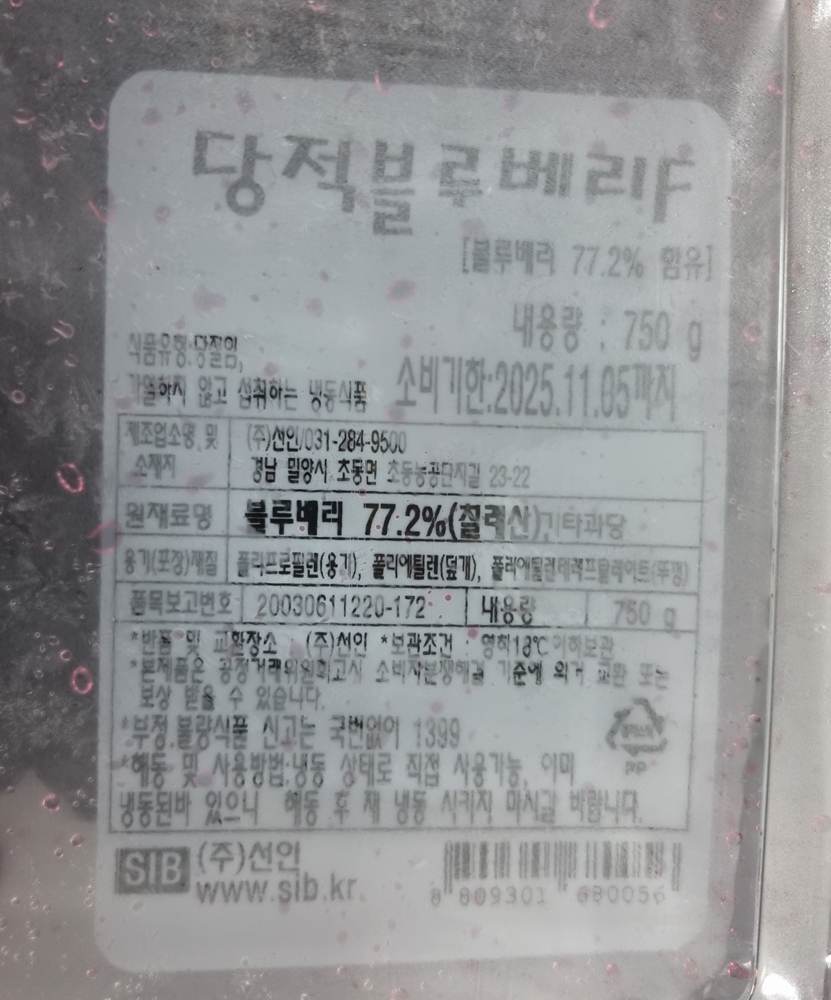 당적블루베리F
[블루베리 77.2% 함유]
내용량 : 750 g
식품유형:당절임,
가열하지 않고 섭취하는 냉동식품
소비기한:2025.11.05까지
제조업소명 및 소재지
(주)선인/031-284-9500
경남 밀양시 초동면 초동농공단지길 23-22
원재료명
블루베리 77.2%(칠레산),기타과당
용기(포장)재질
폴리프로필렌(용기), 폴리에틸렌(덮개), 폴리에틸렌테레프탈레이트(뚜껑)
품목보고번호 20030611220-172 내용량 750 g
*반품 및 교환장소 (주)선인 *보관조건 : 영하18℃이하보관
*본제품은 공정거래위원회고시 소비자분쟁해결 기준에 의거 교환 또는
보상 받을 수 있습니다.
*부정,불량식품 신고는 국번없이 1399
*해동 및 사용방법:냉동 상태로 직접 사용가능, 이미
냉동된바 있으니 해동 후 재 냉동 시키지 마시길 바랍니다.
PP
SIB (주)선인
www.sib.kr
8 809301 680056